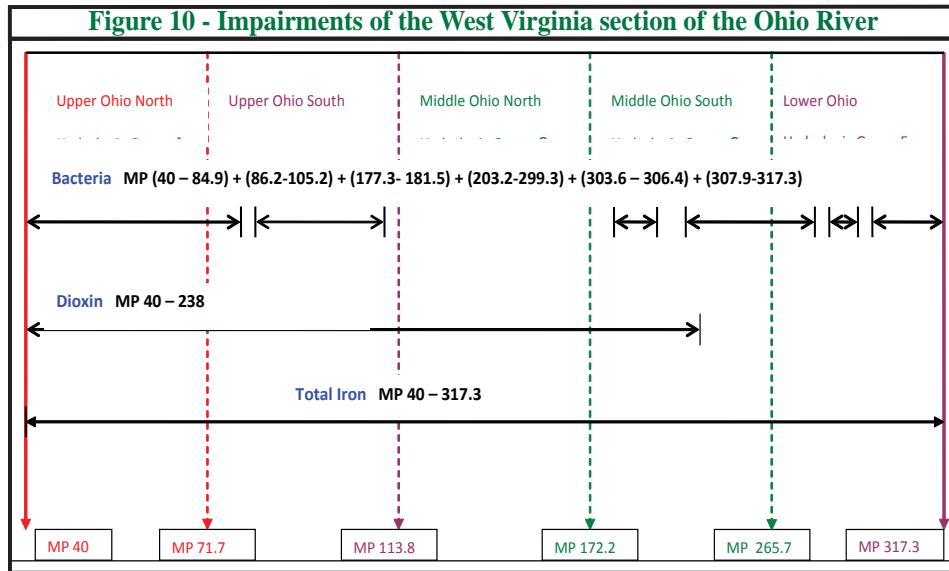 Figure 10 - Impairments of the West Virginia section of the Ohio River
Upper Ohio North Upper Ohio South Middle Ohio North Middle Ohio South Lower Ohio
Bacteria MP (40 – 84.9) + (86.2-105.2) + (177.3- 181.5) + (203.2-299.3) + (303.6 – 306.4) + (307.9-317.3)
Dioxin MP 40 – 238
Total Iron MP 40 – 317.3
MP 40 MP 71.7 MP 113.8 MP 172.2 MP 265.7 MP 317.3